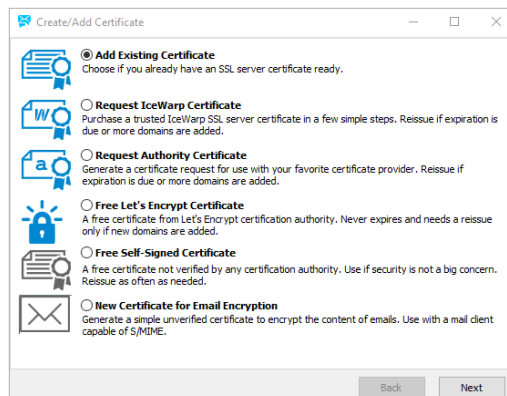 Create/Add Certificate
Add Existing Certificate
Choose if you already have an SSL server certificate ready.
W
Request IceWarp Certificate
Purchase a trusted IceWarp SSL server certificate in a few simple steps. Reissue if expiration is
due or more domains are added.
a
Request Authority Certificate
Generate a certificate request for use with your favorite certificate provider. Reissue if
expiration is due or more domains are added.
Free Let's Encrypt Certificate
A free certificate from Let's Encrypt certification authority. Never expires and needs a reissue
only if new domains are added.
Free Self-Signed Certificate
A free certificate not verified by any certification authority. Use if security is not a big concern.
Reissue as often as needed.
New Certificate for Email Encryption
Generate a simple unverified certificate to encrypt the content of emails. Use with a mail client
capable of S/MIME.
Back
Next